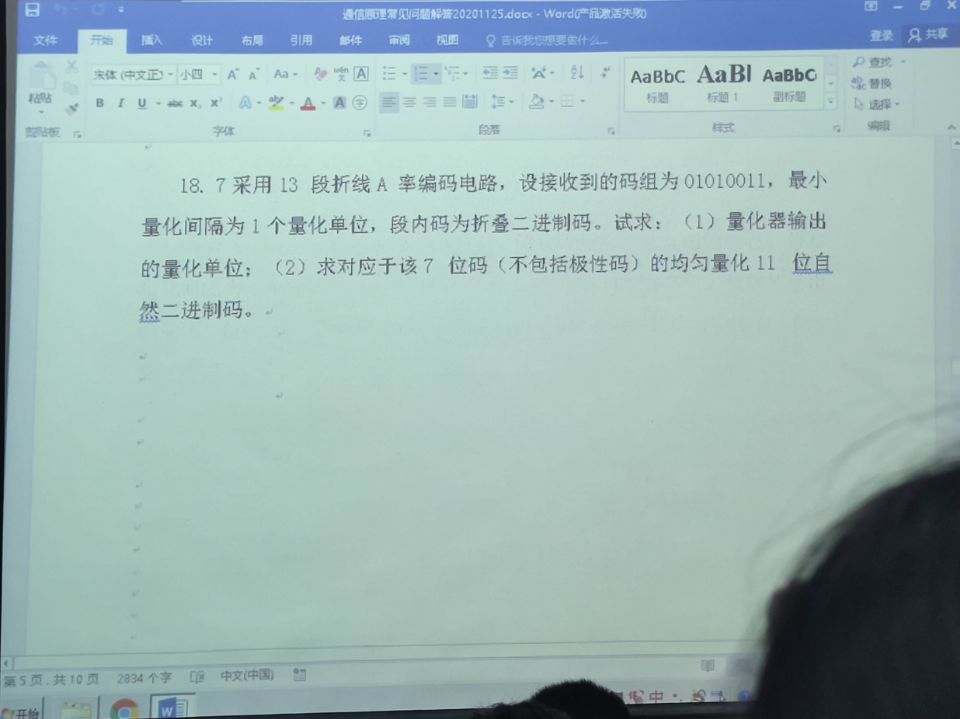 通信原理常见问题解答20201125.docx - Word(产品激活失败)
文件 开始 插入 设计 布局 引用 邮件 审阅 视图 告诉我您想要做什么... 登录 共享
宋体 (中文正) 小四 A A Aa wén 文 A
B I U abc x₂ x² A aby A A 字
粘贴
剪贴板 字体 段落 样式 编辑
AaBbC AaBl AaBbC
标题 标题 1 副标题
查找
替换
选择
18. 7 采用 13 段折线 A 率编码电路，设接收到的码组为 01010011，最小
量化间隔为 1 个量化单位，段内码为折叠二进制码。试求：（1）量化器输出
的量化单位；（2）求对应于该 7 位码（不包括极性码）的均匀量化 11 位自
然二进制码。
第 5 页，共 10 页 2834 个字 中文(中国)
开始
中